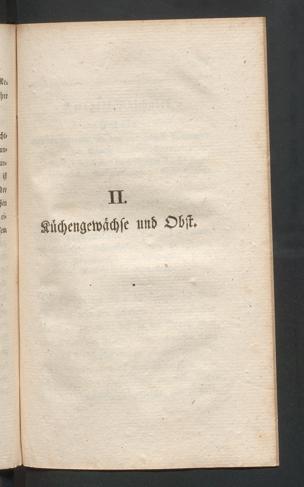 II.
Küchengewächse und Obst.